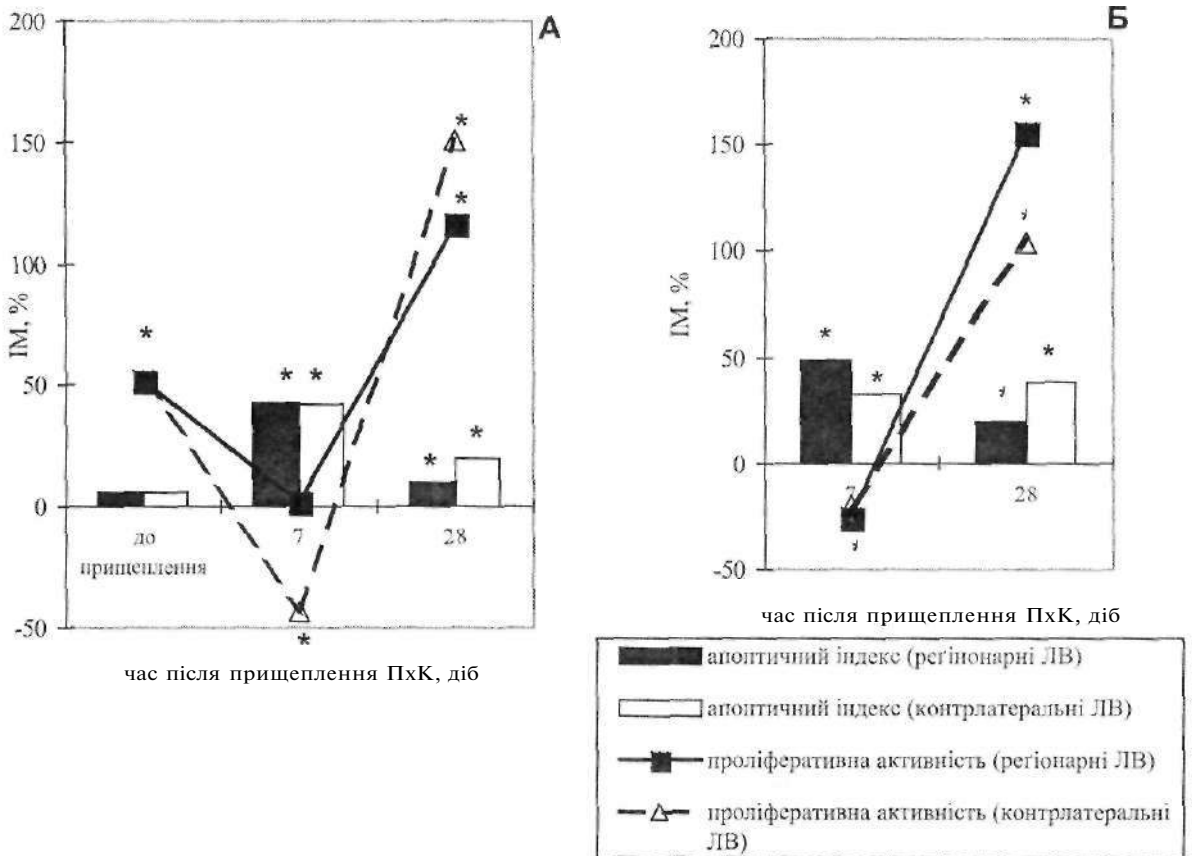 А
200
150
100
50
0
-50
ІМ, %
*
*
*
* *
*
*
*
до
прищеплення
7
28
час після прищеплення ПхК, діб
Б
200
150
100
50
0
-50
ІМ, %
*
*
*
*
7
28
час після прищеплення ПхК, діб
апоптичний індекс (регіонарні ЛВ)
апоптичний індекс (контрлатеральні ЛВ)
проліферативна активність (регіонарні ЛВ)
проліферативна активність (контрлатеральні
ЛВ)